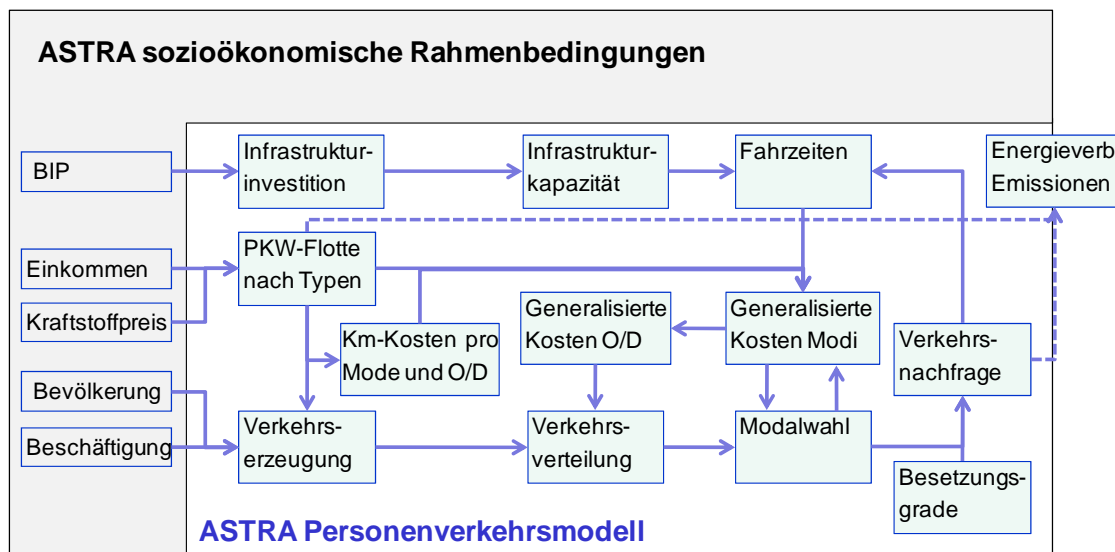 ASTRA sozioökonomische Rahmenbedingungen
BIP
Infrastruktur-
investition
Infrastruktur-
kapazität
Fahrzeiten
Energieverb
Emissionen
Einkommen
Kraftstoffpreis
PKW-Flotte
nach Typen
Km-Kosten pro
Mode und O/D
Generalisierte
Kosten O/D
Generalisierte
Kosten Modi
Verkehrs-
nachfrage
Bevölkerung
Beschäftigung
Verkehrs-
erzeugung
Verkehrs-
verteilung
Modalwahl
Besetzungs-
grade
ASTRA Personenverkehrsmodell